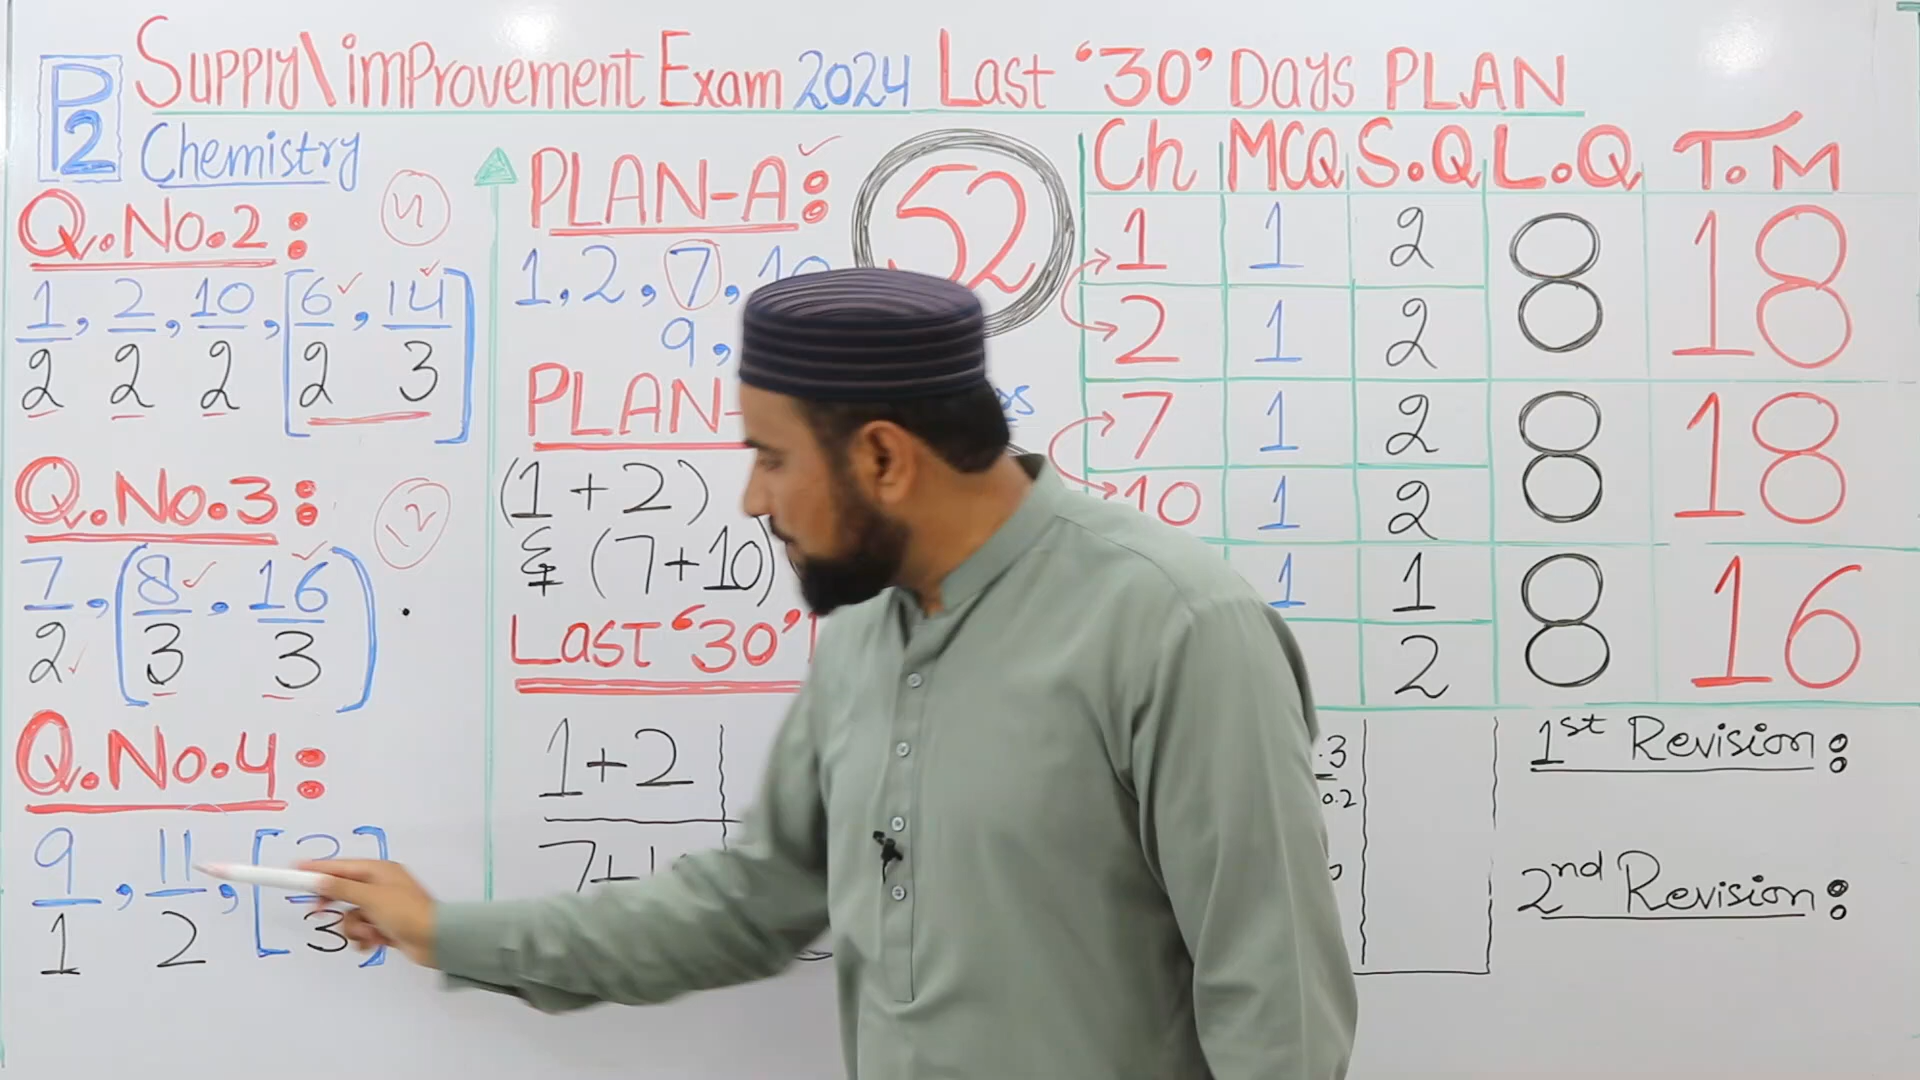 P2
Supply\improvement Exam 2024 Last '30' Days PLAN
Chemistry
Q.No.2:
1/2, 2/2, 10/2, [6/2, 14/3]
Q.No.3:
12
7/2, (8/3, 16/3)
Q.No.4:
9/1, 11/2, [3]
PLAN-A:
52
1, 2, 7, 10
9,
PLAN-
(1+2)
& (7+10)
Last '30'
1+2
7+1
Ch MCQ S.Q L.Q T.M
1 1 2 8 18
2 1 2
7 1 2 8 18
10 1 2
1 1 8 16
2
.3
0.2
1st Revision:
2nd Revision: